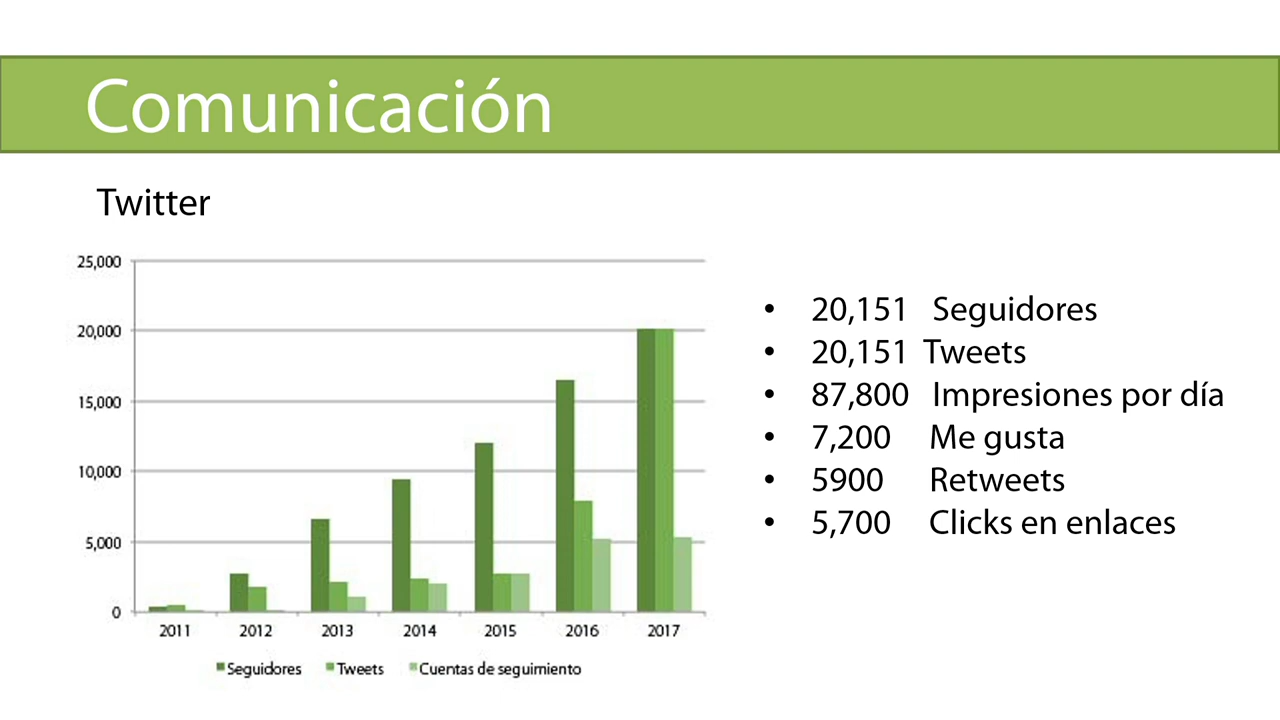 Comunicación
Twitter
25,000
20,000
15,000
10,000
5,000
0
2011 2012 2013 2014 2015 2016 2017
Seguidores Tweets Cuentas de seguimiento
• 20,151 Seguidores
• 20,151 Tweets
• 87,800 Impresiones por día
• 7,200 Me gusta
• 5900 Retweets
• 5,700 Clicks en enlaces